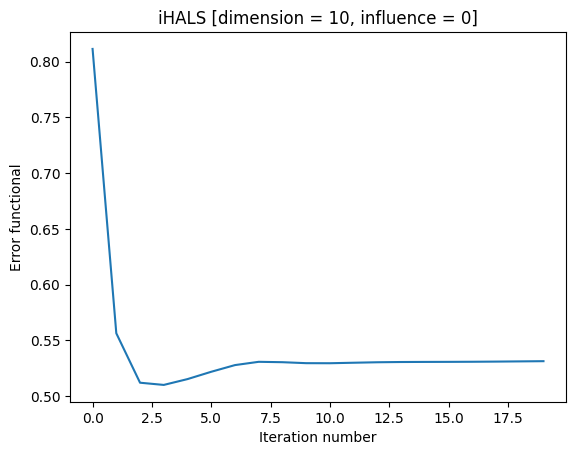 iHALS [dimension = 10, influence = 0]
Error functional
0.80
0.75
0.70
0.65
0.60
0.55
0.50
0.0 2.5 5.0 7.5 10.0 12.5 15.0 17.5
Iteration number